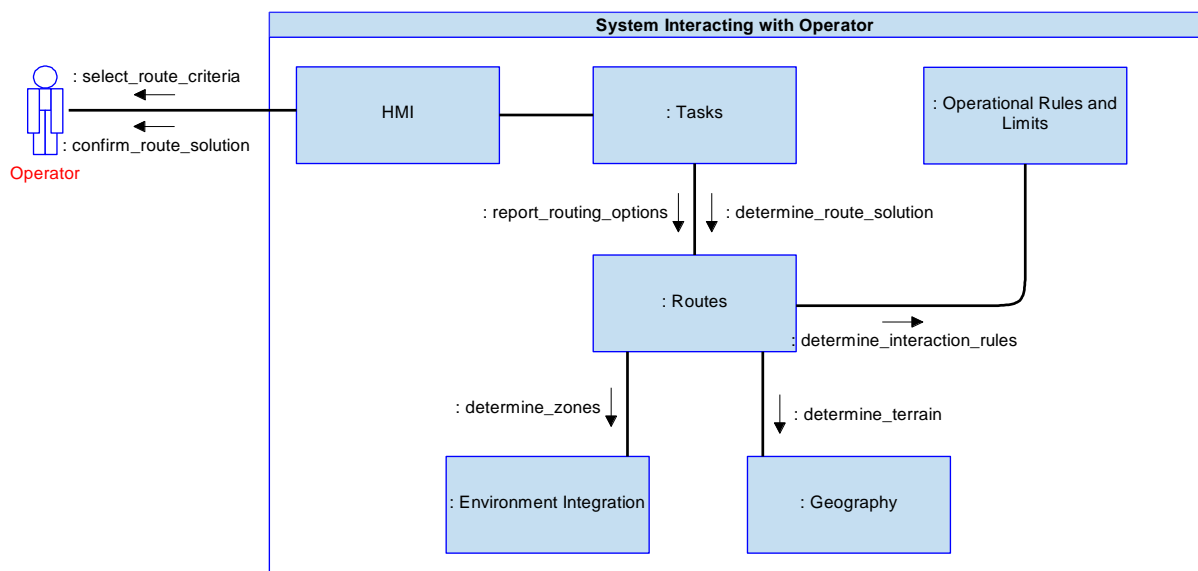 System Interacting with Operator
: select_route_criteria
HMI
: Tasks
: Operational Rules and
Limits
: confirm_route_solution
Operator
: report_routing_options
: determine_route_solution
: Routes
: determine_interaction_rules
: determine_zones
: determine_terrain
: Environment Integration
: Geography